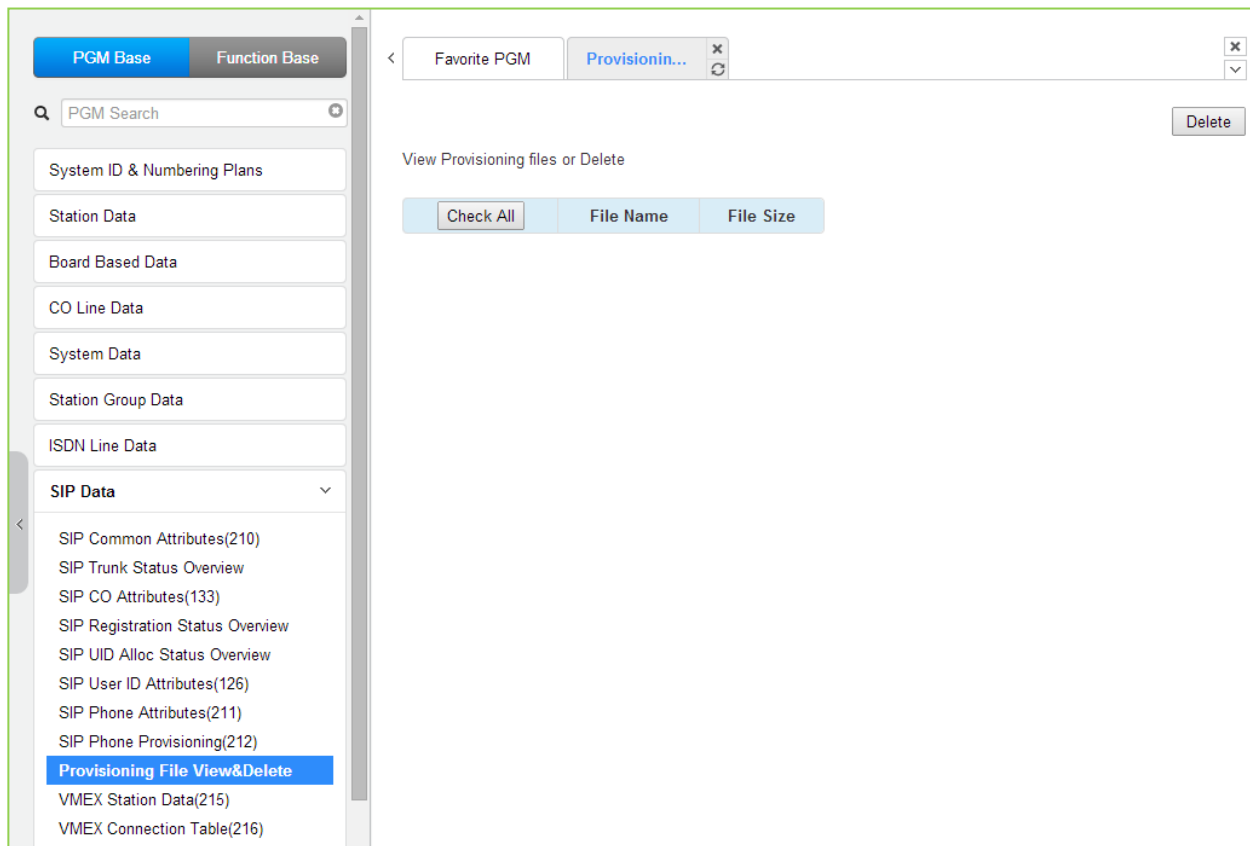 PGM Base Function Base
PGM Search
System ID & Numbering Plans
Station Data
Board Based Data
CO Line Data
System Data
Station Group Data
ISDN Line Data
SIP Data
SIP Common Attributes(210)
SIP Trunk Status Overview
SIP CO Attributes(133)
SIP Registration Status Overview
SIP UID Alloc Status Overview
SIP User ID Attributes(126)
SIP Phone Attributes(211)
SIP Phone Provisioning(212)
Provisioning File View&Delete
VMEX Station Data(215)
VMEX Connection Table(216)
Favorite PGM Provisionin...
Delete
View Provisioning files or Delete
Check All File Name File Size